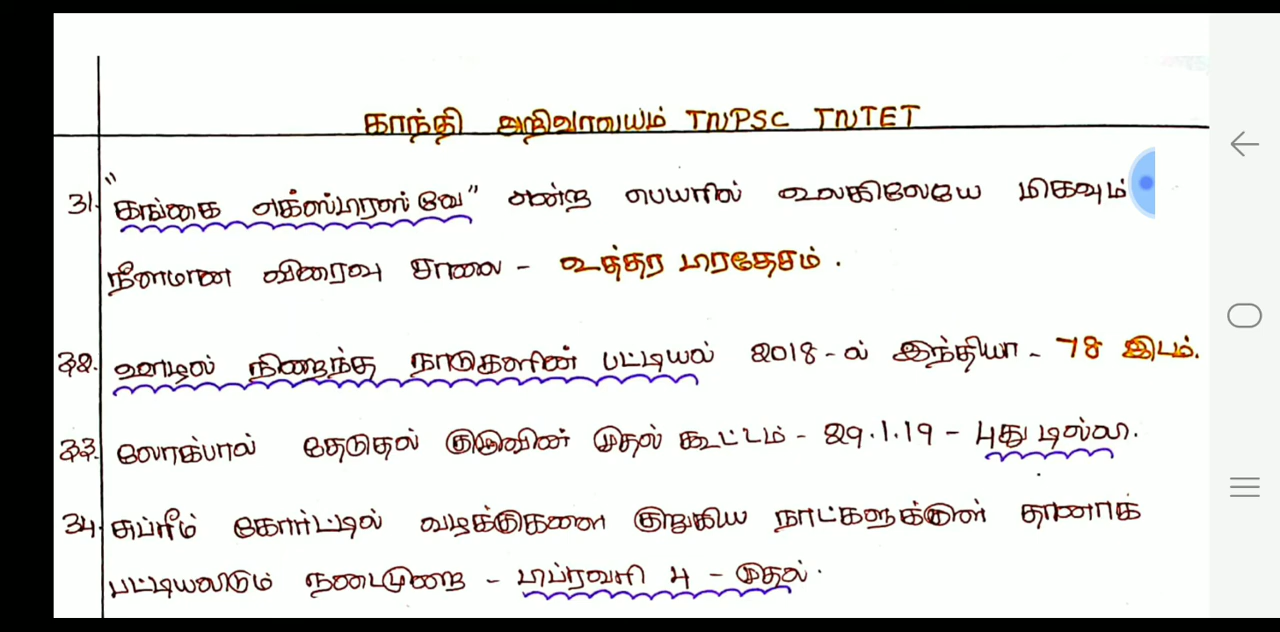 காந்தி அறிவாலயம் TNPSC TNTET
31. "கங்கை எக்ஸ்பிரஸ் வே" என்ற பெயரில் உலகிலேயே மிகவும்
நீளமான விரைவு சாலை - உத்தர பிரதேசம்.
32. ஊழல் நிறைந்த நாடுகளின் பட்டியல் 2018-ல் இந்தியா - 78 இடம்.
33. லோக்பால் தேடுதல் குழுவின் முதல் கூட்டம் - 29.1.19 - புது டில்லி.
34. சுப்ரீம் கோர்ட்டில் வழக்குகளை குறுகிய நாட்களுக்குள் தானாக
பட்டியலிடும் நடைமுறை - பிப்ரவரி 4 - முதல்.